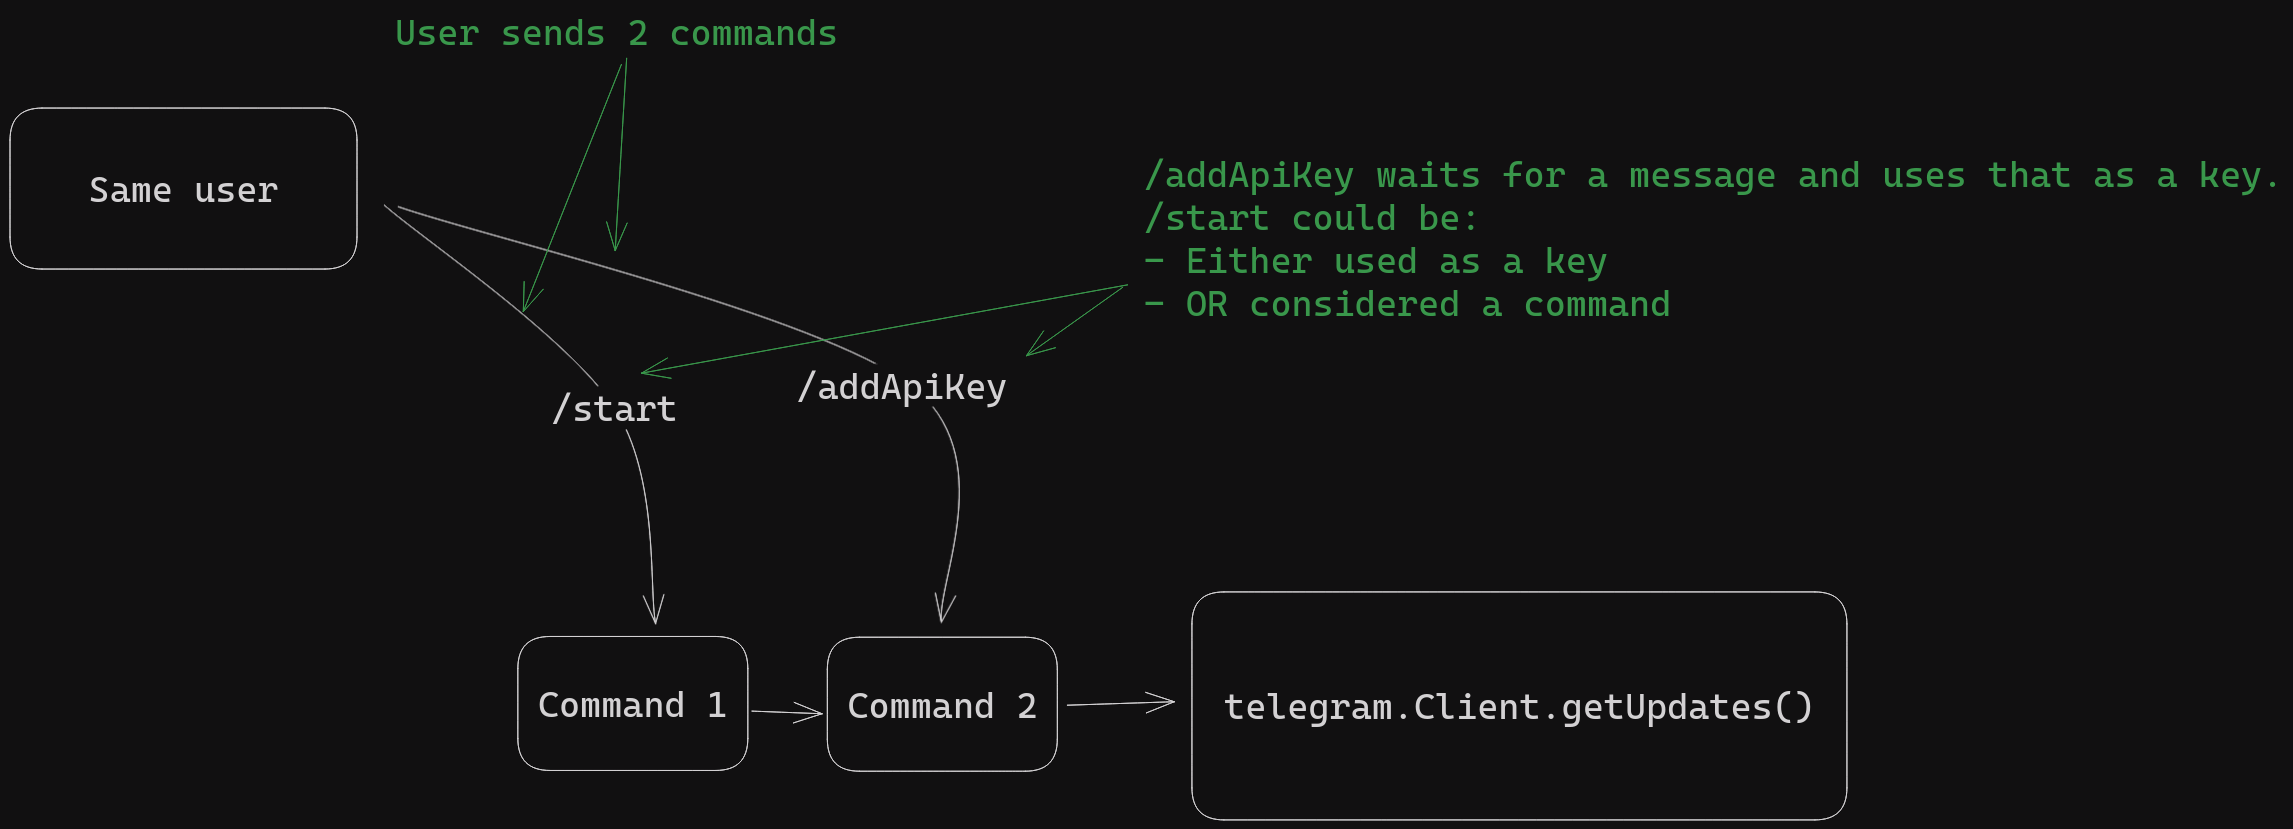 User sends 2 commands
Same user
/addApiKey waits for a message and uses that as a key.
/start could be:
- Either used as a key
- OR considered a command
/start
/addApiKey
Command 1
Command 2
telegram.Client.getUpdates()